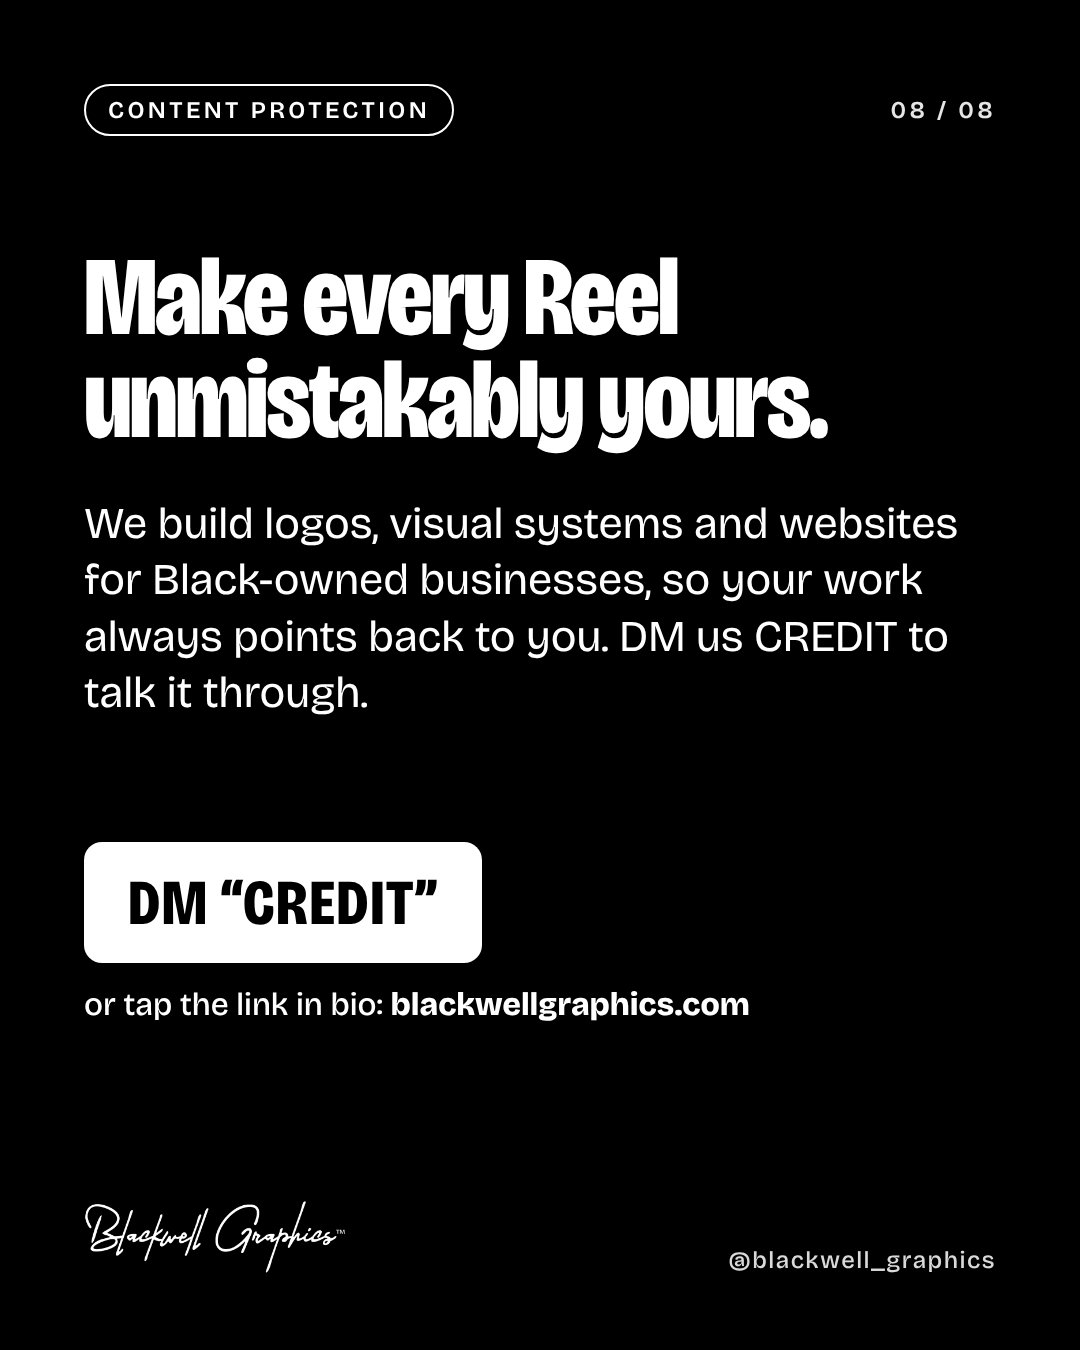 CONTENT PROTECTION
08 / 08
Make every Reel
unmistakably yours.
We build logos, visual systems and websites
for Black-owned businesses, so your work
always points back to you. DM us CREDIT to
talk it through.
DM “CREDIT”
or tap the link in bio: blackwellgraphics.com
Blackwell Graphics™
@blackwell_graphics